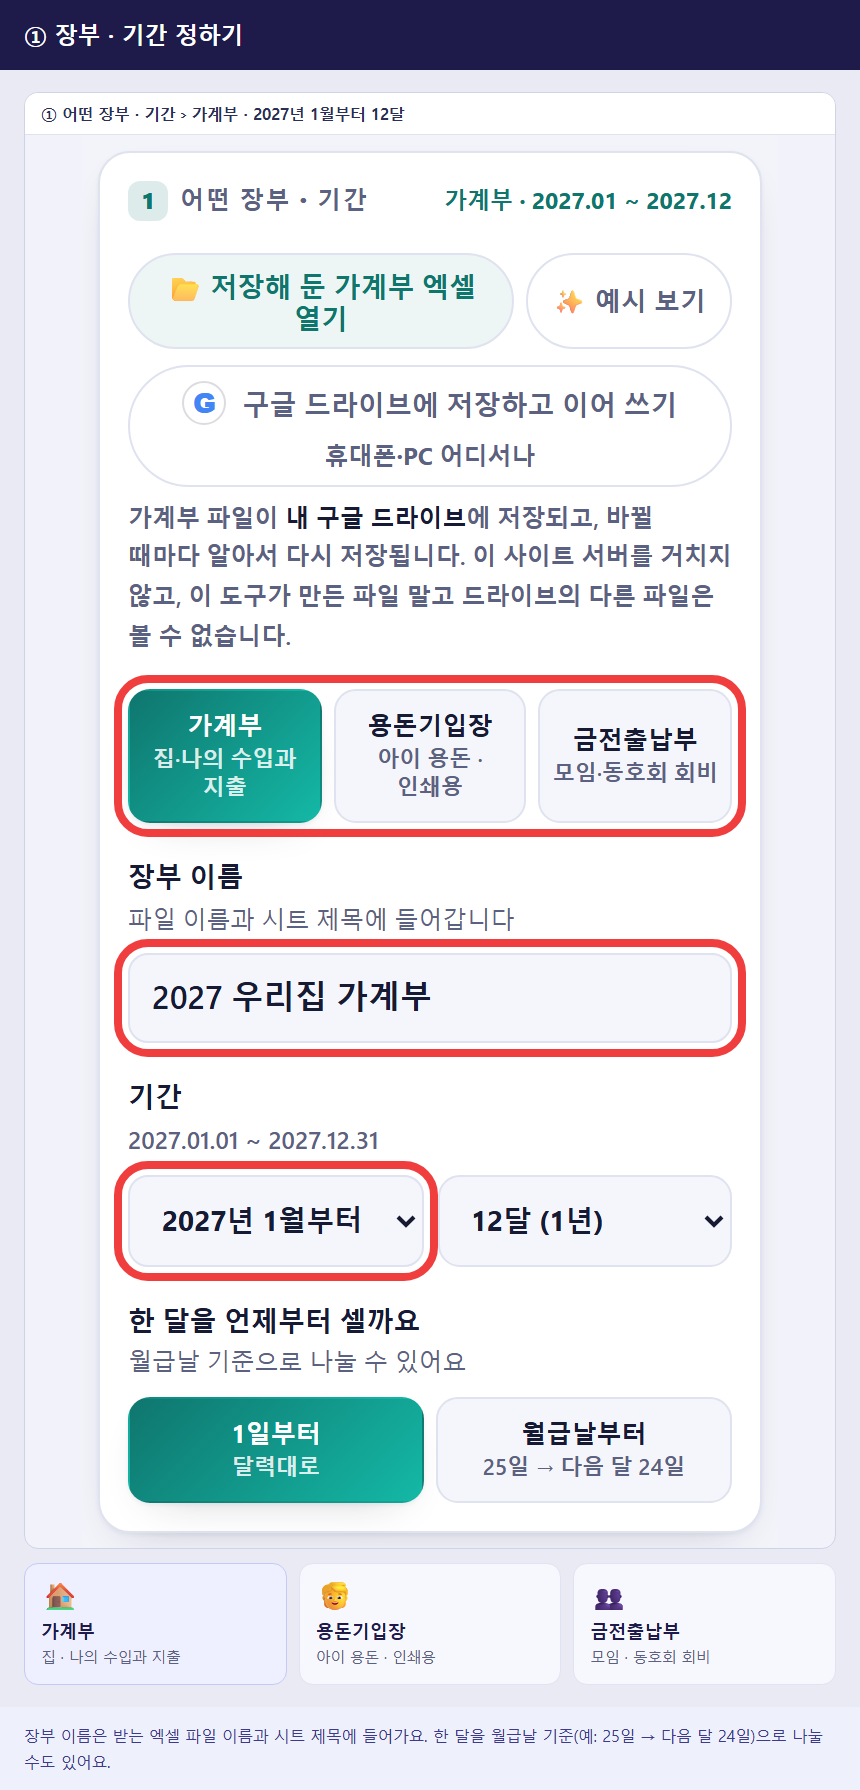 ① 장부 · 기간 정하기
① 어떤 장부 · 기간 › 가계부 · 2027년 1월부터 12달
1 어떤 장부 · 기간
가계부 · 2027.01 ~ 2027.12
저장해 둔 가계부 엑셀
열기
예시 보기
G 구글 드라이브에 저장하고 이어 쓰기
휴대폰·PC 어디서나
가계부 파일이 내 구글 드라이브에 저장되고, 바뀔
때마다 알아서 다시 저장됩니다. 이 사이트 서버를 거치지
않고, 이 도구가 만든 파일 말고 드라이브의 다른 파일은
볼 수 없습니다.
가계부
집·나의 수입과
지출
용돈기입장
아이 용돈 ·
인쇄용
금전출납부
모임·동호회 회비
장부 이름
파일 이름과 시트 제목에 들어갑니다
2027 우리집 가계부
기간
2027.01.01 ~ 2027.12.31
2027년 1월부터
12달 (1년)
한 달을 언제부터 셀까요
월급날 기준으로 나눌 수 있어요
1일부터
달력대로
월급날부터
25일 → 다음 달 24일
가계부
집 · 나의 수입과 지출
용돈기입장
아이 용돈 · 인쇄용
금전출납부
모임 · 동호회 회비
장부 이름은 받는 엑셀 파일 이름과 시트 제목에 들어가요. 한 달을 월급날 기준(예: 25일 → 다음 달 24일)으로 나눌
수도 있어요.